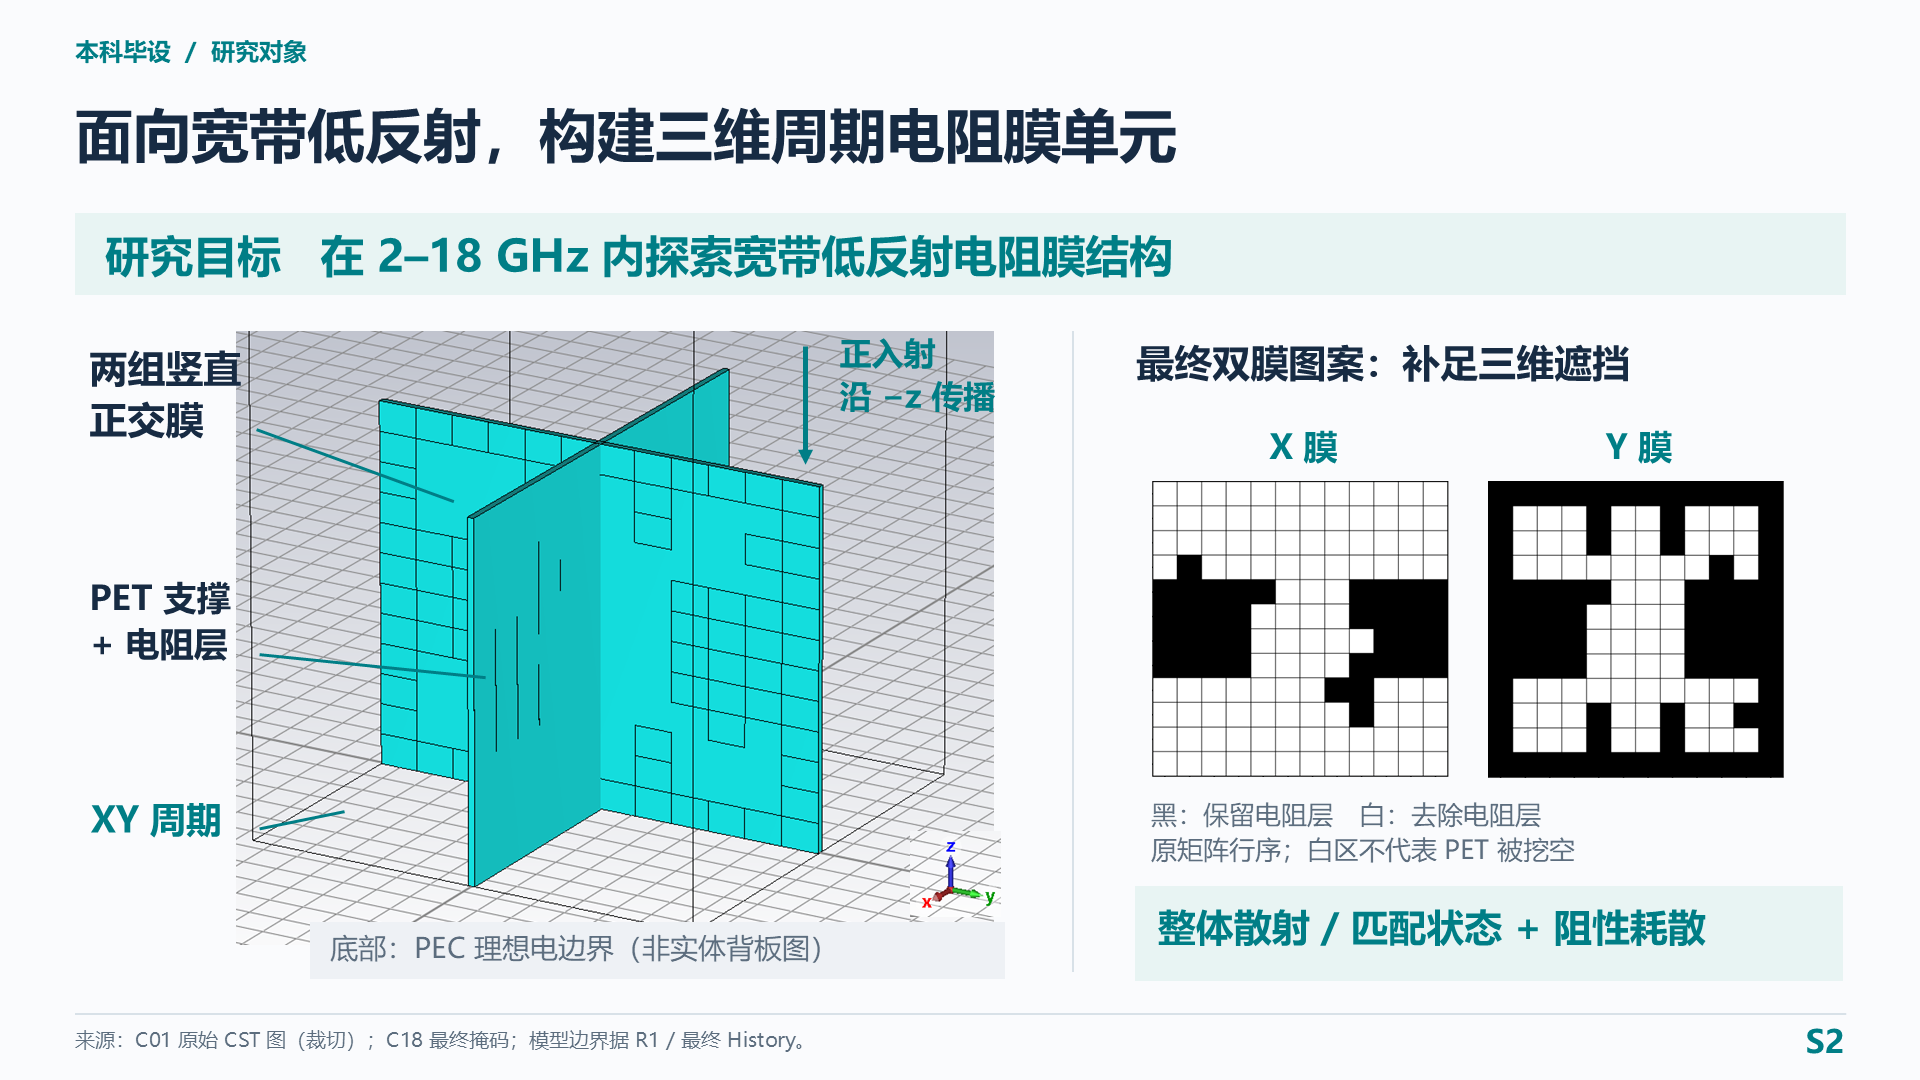 本科毕设 / 研究对象
面向宽带低反射，构建三维周期电阻膜单元
研究目标 在 2–18 GHz 内探索宽带低反射电阻膜结构
两组竖直
正交膜
PET 支撑
+ 电阻层
XY 周期
正入射
沿 −z 传播
z
x
y
底部：PEC 理想电边界（非实体背板图）
最终双膜图案：补足三维遮挡
X 膜
Y 膜
黑：保留电阻层 白：去除电阻层
原矩阵行序；白区不代表 PET 被挖空
整体散射 / 匹配状态 + 阻性耗散
来源：C01 原始 CST 图（裁切）；C18 最终掩码；模型边界据 R1 / 最终 History。
S2